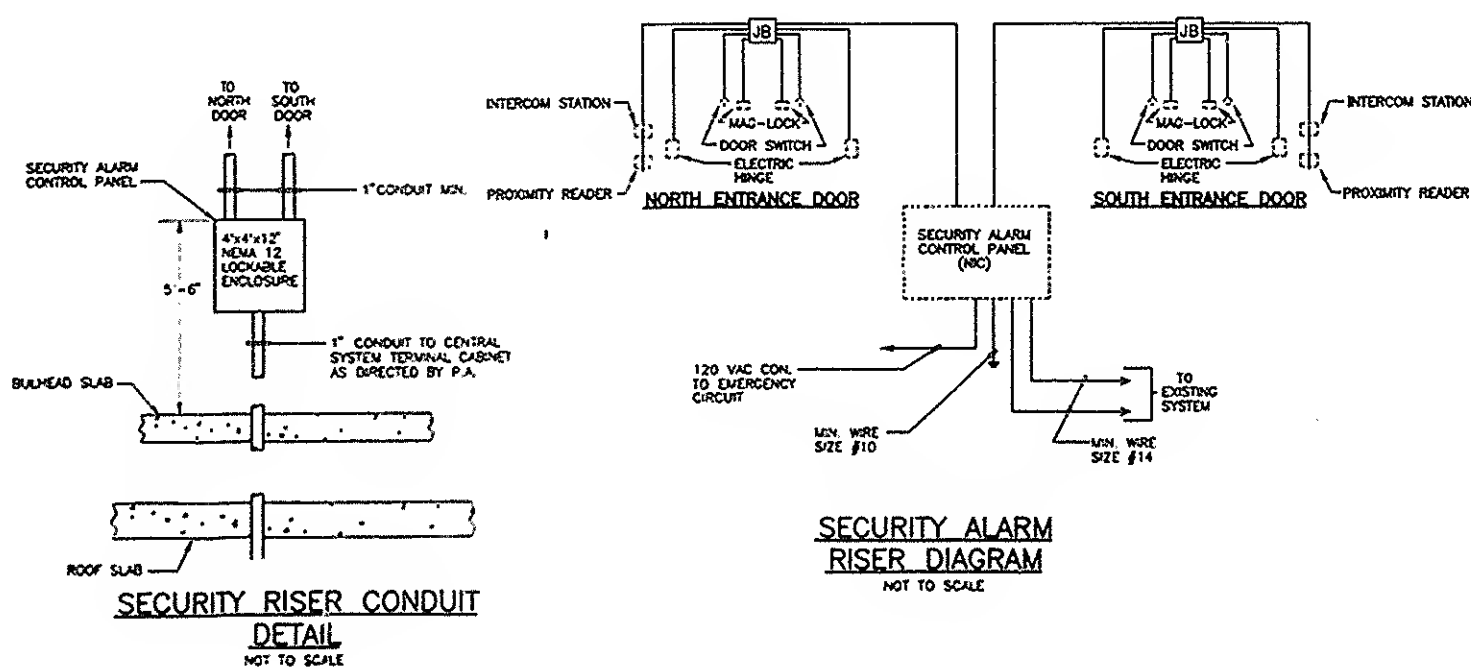 TO
NORTH
DOOR
TO
SOUTH
DOOR
SECURITY ALARM
CONTROL PANEL
1" CONDUIT MIN.
4'x4'x12"
NEMA 12
LOCKABLE
ENCLOSURE
5'-6"
1" CONDUIT TO CENTRAL
SYSTEM TERMINAL CABINET
AS DIRECTED BY P.A.
BULHEAD SLAB
ROOF SLAB
SECURITY RISER CONDUIT
DETAIL
NOT TO SCALE
JB
INTERCOM STATION
MAG-LOCK
DOOR SWITCH
ELECTRIC
HINGE
PROXIMITY READER
NORTH ENTRANCE DOOR
JB
INTERCOM STATION
MAG-LOCK
DOOR SWITCH
ELECTRIC
HINGE
PROXIMITY READER
SOUTH ENTRANCE DOOR
SECURITY ALARM
CONTROL PANEL
(NIC)
120 VAC CON.
TO EMERGENCY
CIRCUIT
MIN. WIRE
SIZE #10
MIN. WIRE
SIZE #14
TO
EXISTING
SYSTEM
SECURITY ALARM
RISER DIAGRAM
NOT TO SCALE